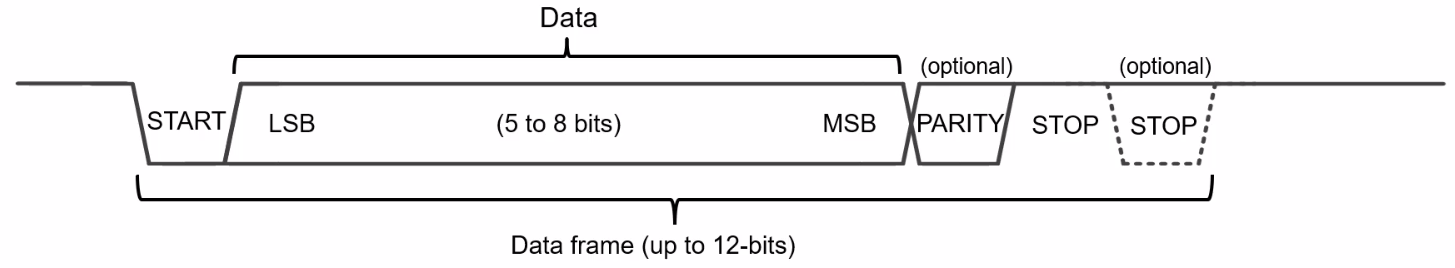 Data
(optional)
(optional)
START
LSB
(5 to 8 bits)
MSB
PARITY
STOP
STOP
Data frame (up to 12-bits)